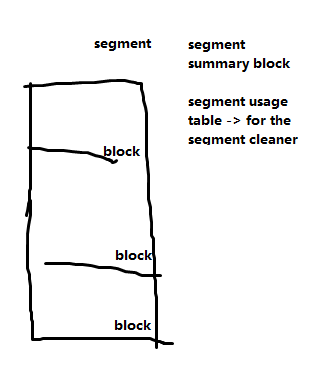 segment
segment
summary block
segment usage
table -> for the
segment cleaner
block
block
block